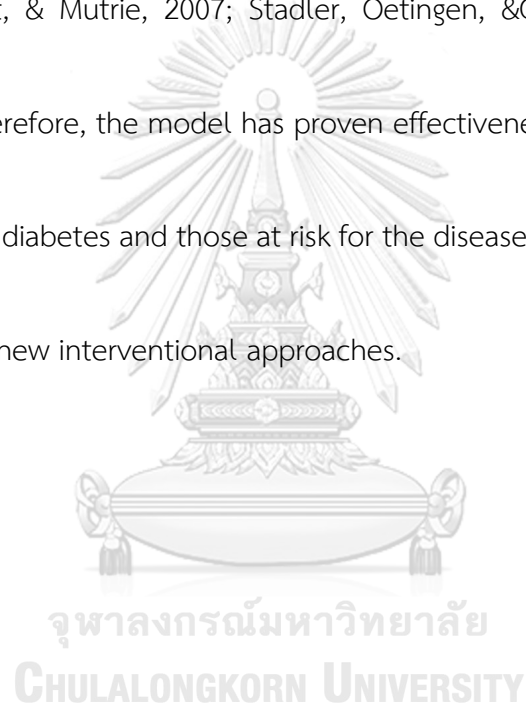 t, & Mutrie, 2007; Stadler, Oetingen, &G
erefore, the model has proven effectivene
diabetes and those at risk for the disease
new interventional approaches.
จุฬาลงกรณ์มหาวิทยาลัย
CHULALONGKORN UNIVERSITY